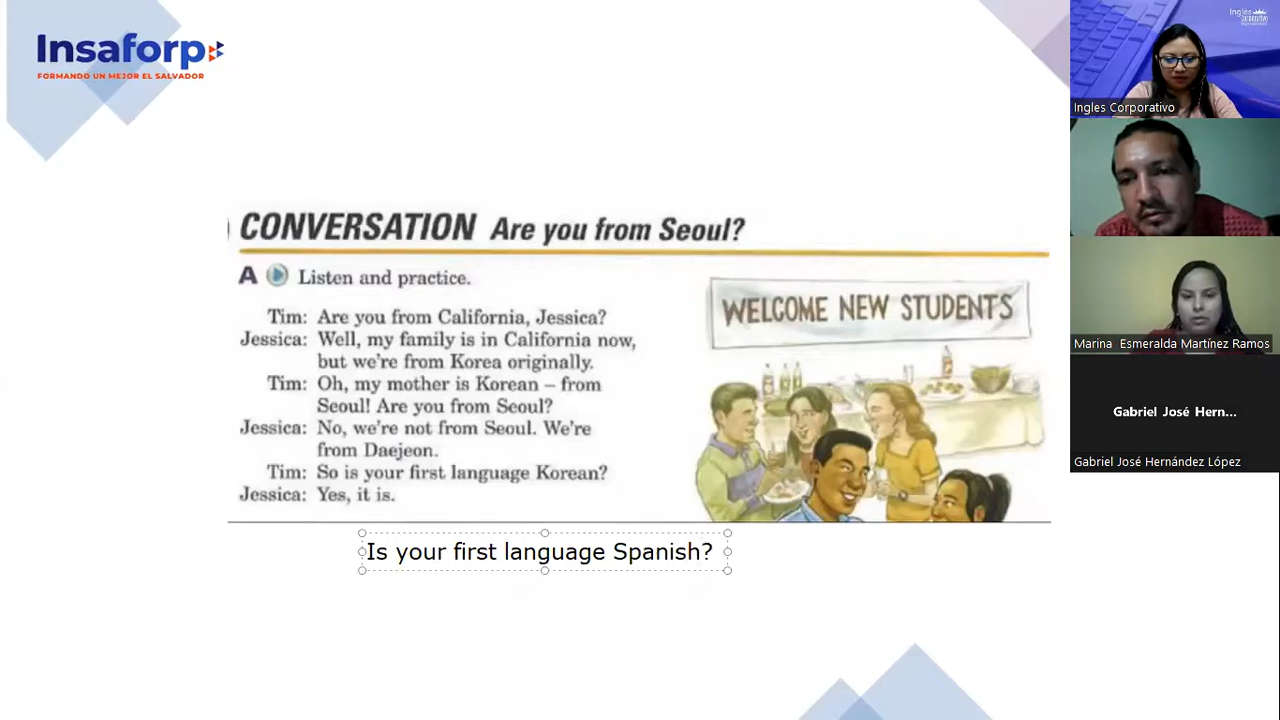 Insaforp
FORMANDO UN MEJOR EL SALVADOR
CONVERSATION Are you from Seoul?
A Listen and practice.
Tim: Are you from California, Jessica?
Jessica: Well, my family is in California now,
but we're from Korea originally.
Tim: Oh, my mother is Korean – from
Seoul! Are you from Seoul?
Jessica: No, we're not from Seoul. We're
from Daejeon.
Tim: So is your first language Korean?
Jessica: Yes, it is.
WELCOME NEW STUDENTS
Is your first language Spanish?
Ingles
Ingles Corporativo
Marina Esmeralda Martínez Ramos
Gabriel José Hern...
Gabriel José Hernández López